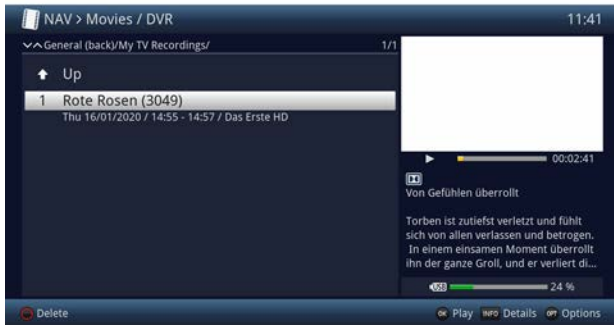 NAV > Movies / DVR
11:41
General (back)/My TV Recordings/
1/1
Up
1 Rote Rosen (3049)
Thu 16/01/2020 / 14:55 - 14:57 / Das Erste HD
00:02:41
Von Gefühlen überrollt
Torben ist zutiefst verletzt und fühlt
sich von allen verlassen und betrogen.
In einem einsamen Moment überrollt
ihn der ganze Groll, und er verliert di...
USB
24 %
Delete
OK Play INFO Details OPT Options